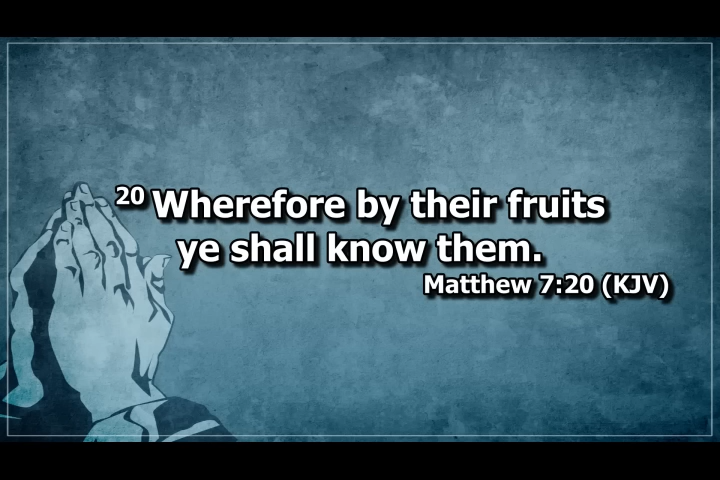 20 Wherefore by their fruits
ye shall know them.
Matthew 7:20 (KJV)